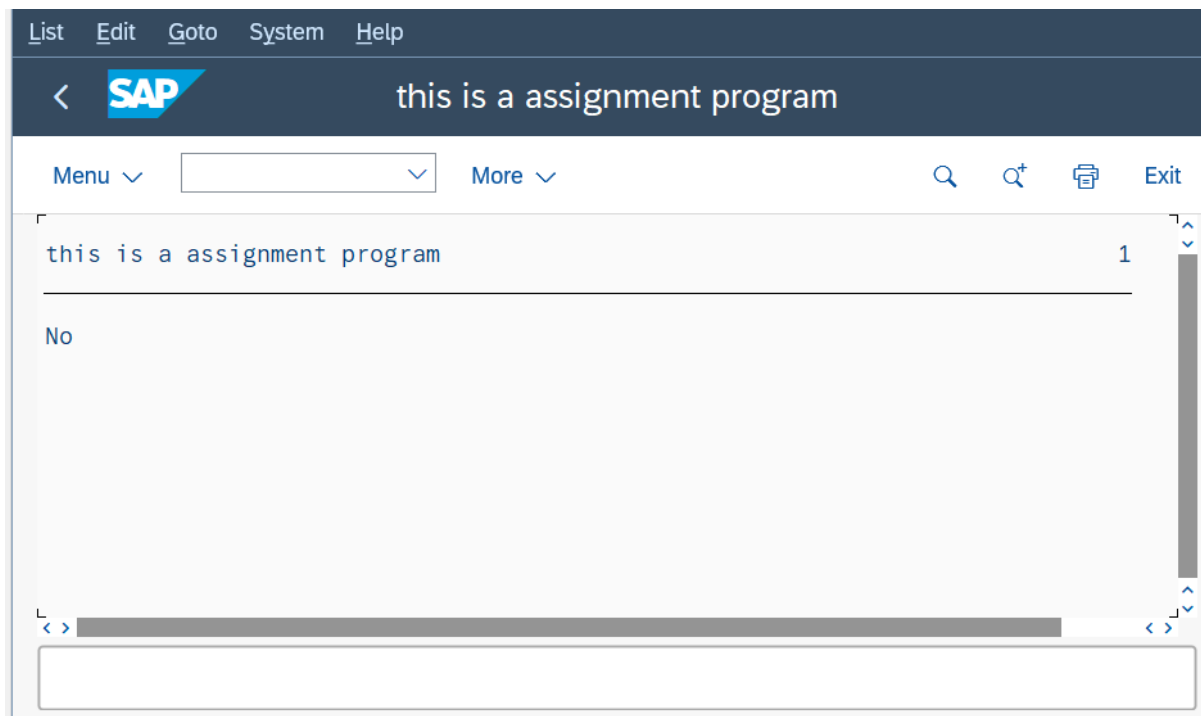 List Edit Goto System Help
SAP this is a assignment program
Menu More Exit
this is a assignment program 1
No